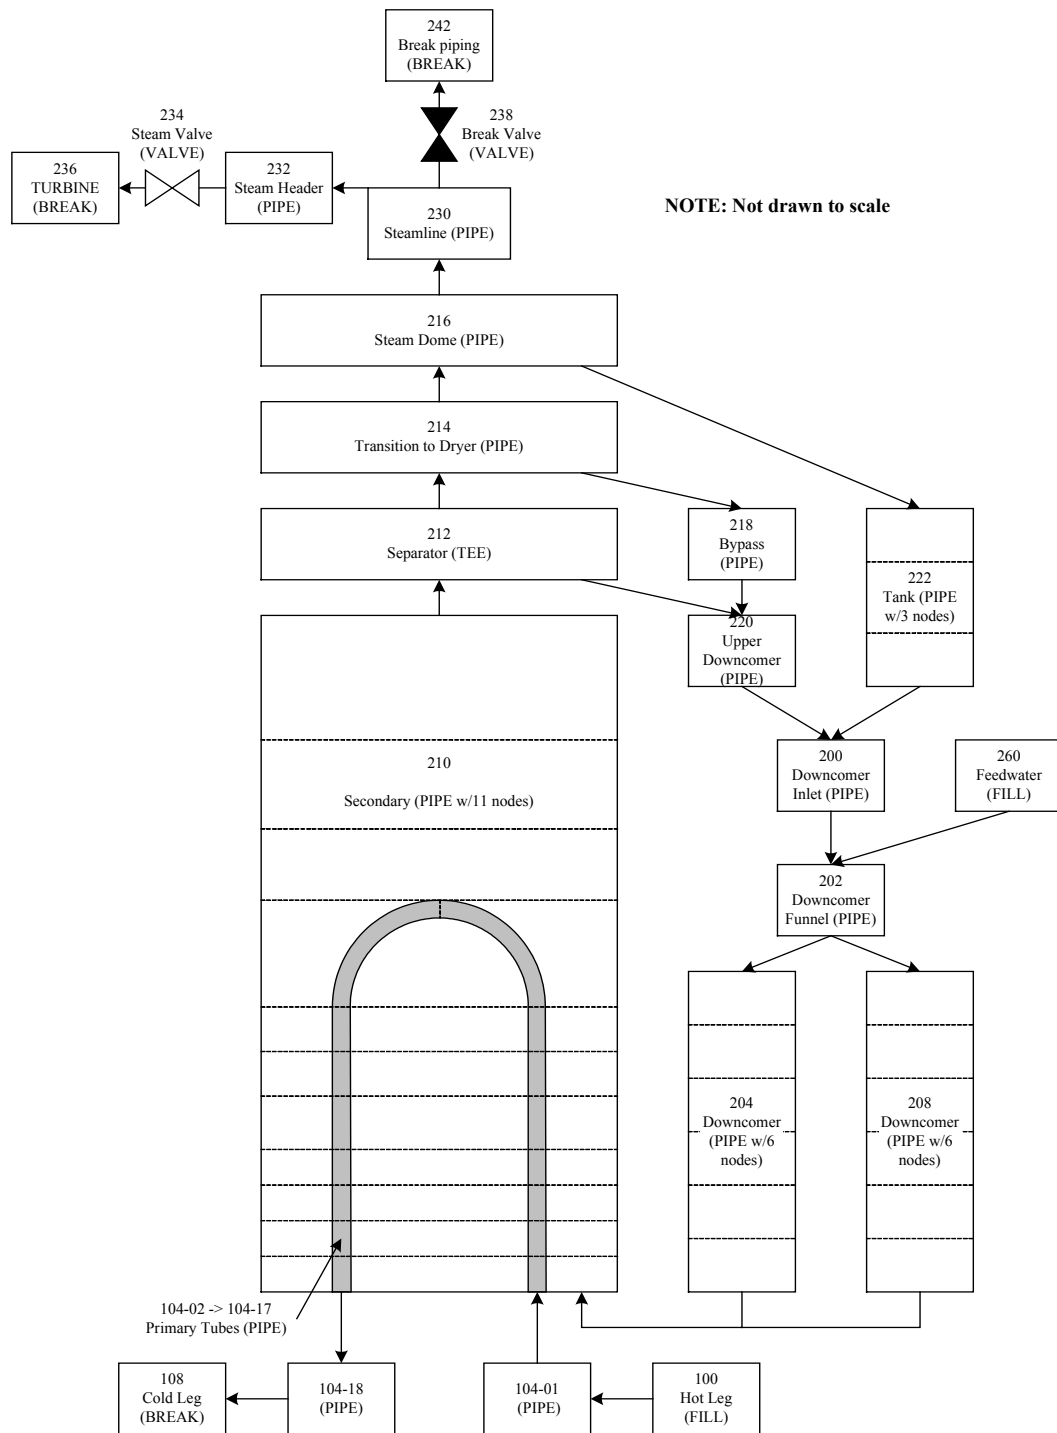 242
Break piping
(BREAK)
234
Steam Valve
(VALVE)
238
Break Valve
(VALVE)
236
TURBINE
(BREAK)
232
Steam Header
(PIPE)
230
Steamline (PIPE)
NOTE: Not drawn to scale
216
Steam Dome (PIPE)
214
Transition to Dryer (PIPE)
212
Separator (TEE)
218
Bypass
(PIPE)
222
Tank (PIPE
w/3 nodes)
220
Upper
Downcomer
(PIPE)
210
Secondary (PIPE w/11 nodes)
200
Downcomer
Inlet (PIPE)
260
Feedwater
(FILL)
202
Downcomer
Funnel (PIPE)
204
Downcomer
(PIPE w/6
nodes)
208
Downcomer
(PIPE w/6
nodes)
104-02 -> 104-17
Primary Tubes (PIPE)
108
Cold Leg
(BREAK)
104-18
(PIPE)
104-01
(PIPE)
100
Hot Leg
(FILL)